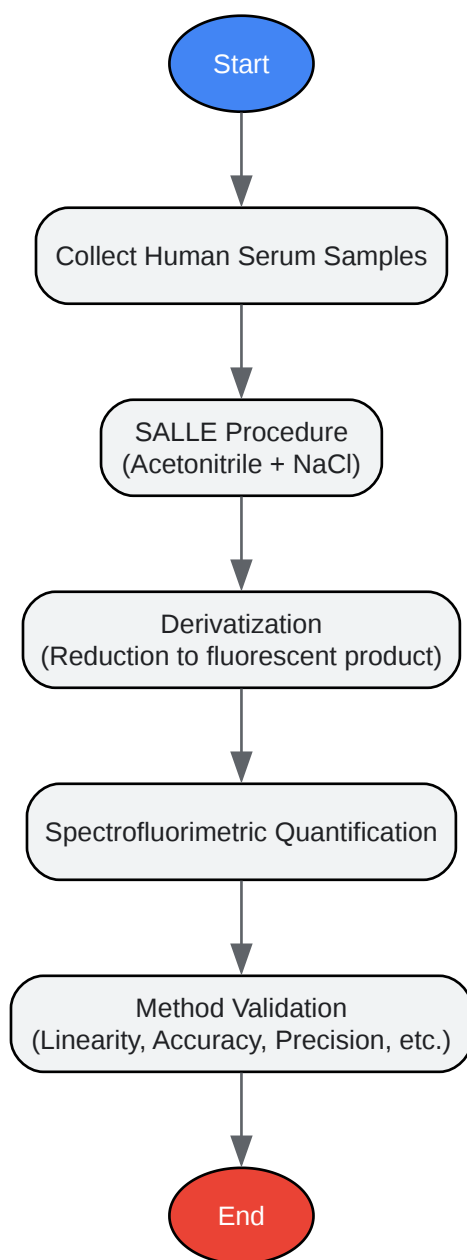 Start
Collect Human Serum Samples
SALLE Procedure
(Acetonitrile + NaCl)
Derivatization
(Reduction to fluorescent product)
Spectrofluorimetric Quantification
Method Validation
(Linearity, Accuracy, Precision, etc.)
End